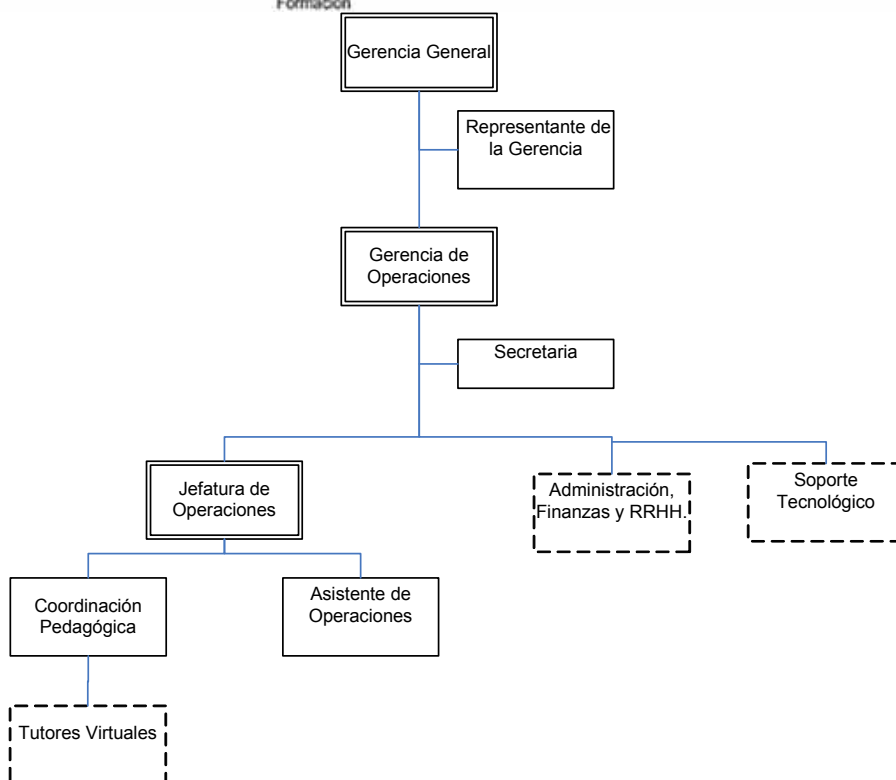 Formación
Gerencia General
Representante de
la Gerencia
Gerencia de
Operaciones
Secretaria
Jefatura de
Operaciones
Administración,
Finanzas y RRHH.
Soporte
Tecnológico
Coordinación
Pedagógica
Asistente de
Operaciones
Tutores Virtuales